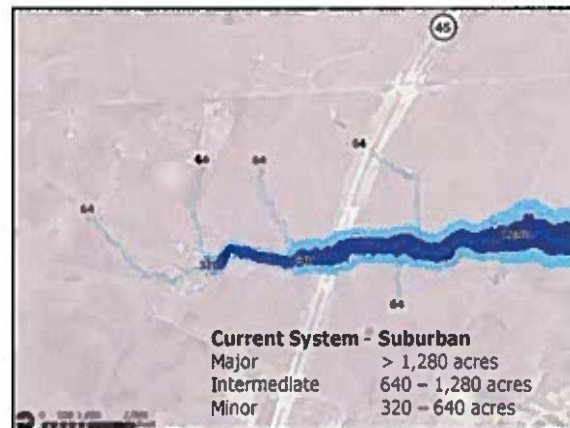 45
64
64
64
64
64
Current System - Suburban
Major > 1,280 acres
Intermediate 640 – 1,280 acres
Minor 320 – 640 acres